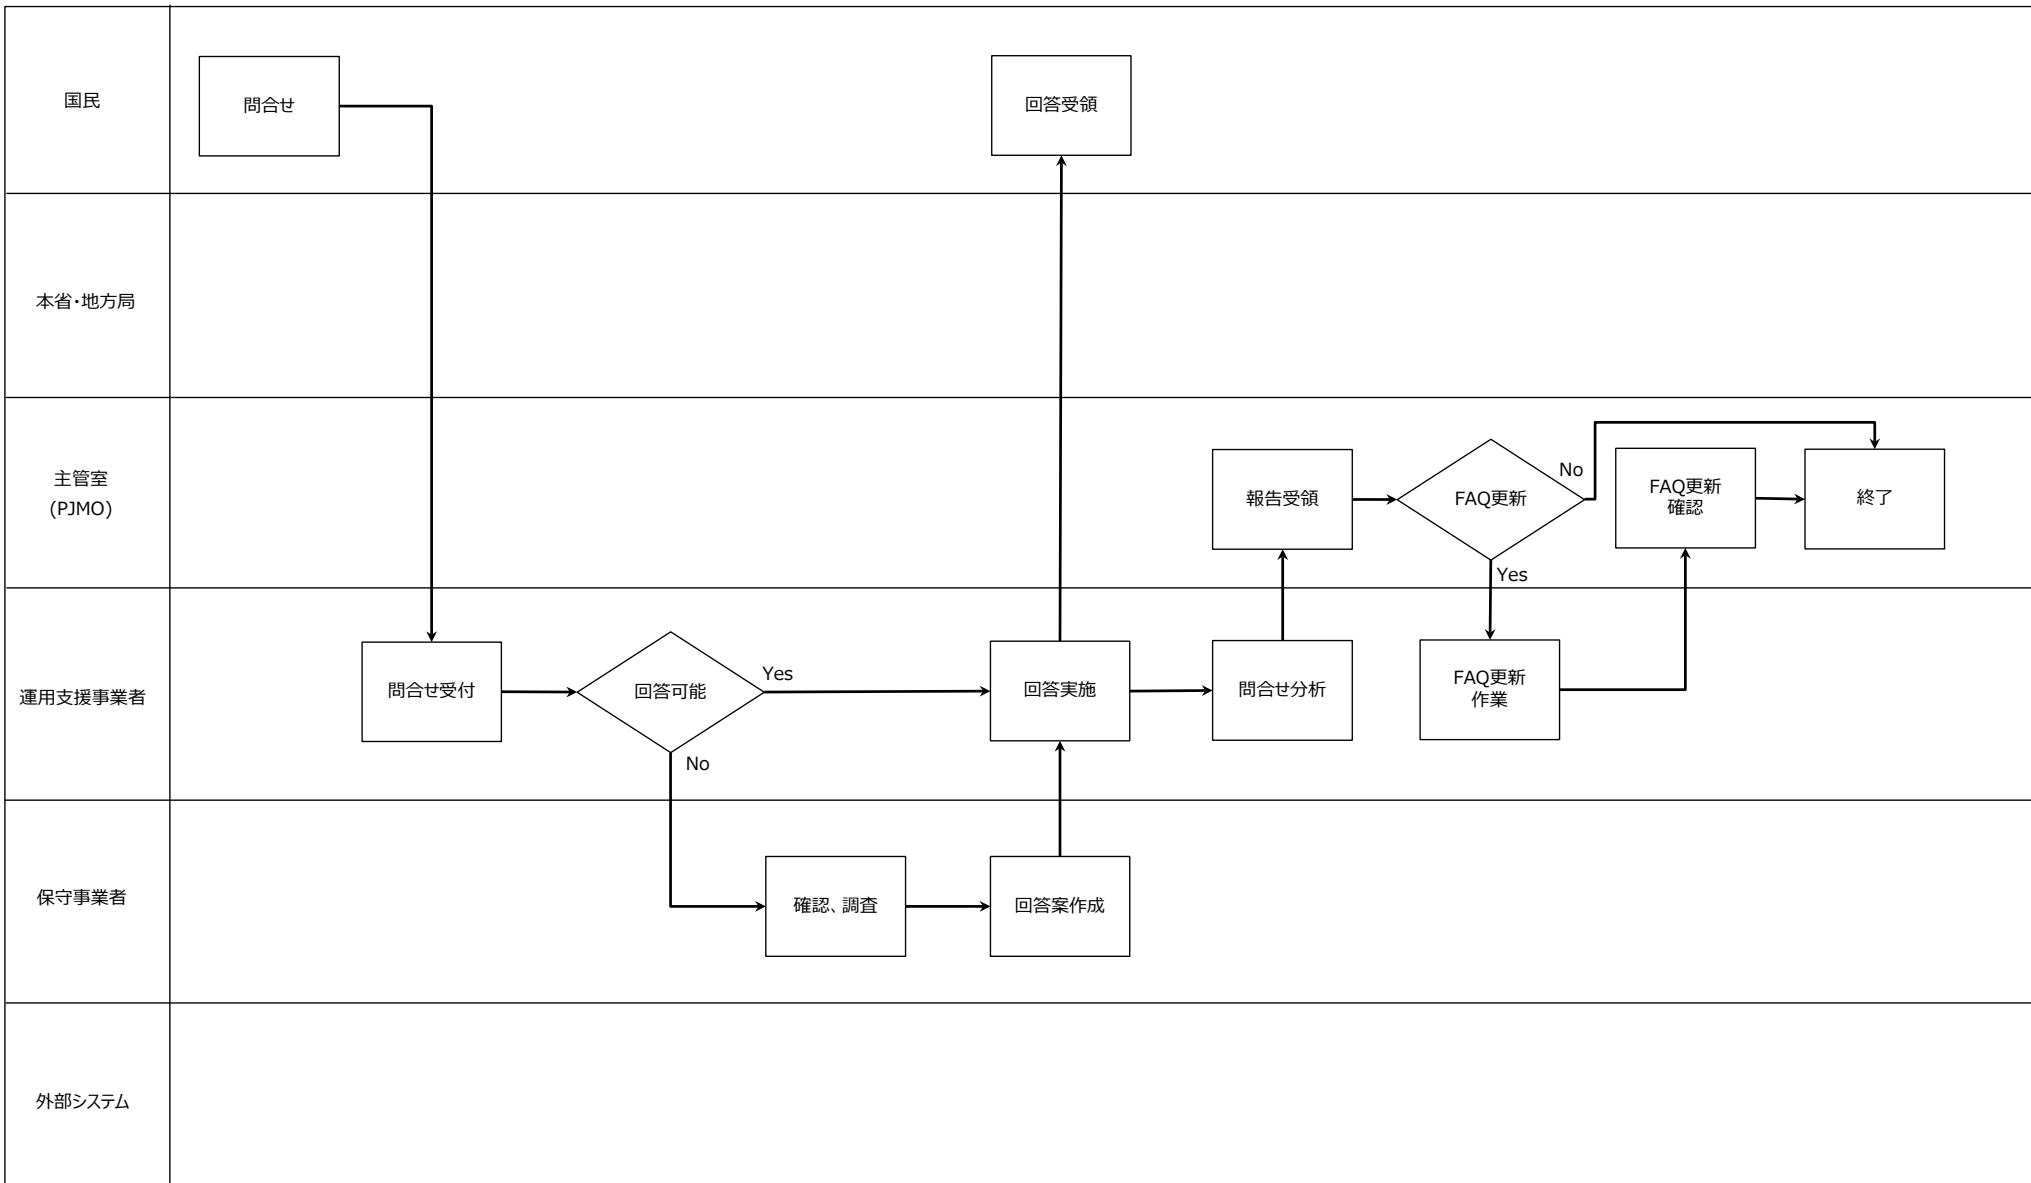 国民
問合せ
回答受領
本省・地方局
主管室
(PJMO)
報告受領
FAQ更新
No
Yes
FAQ更新
確認
終了
運用支援事業者
問合せ受付
回答可能
Yes
No
回答実施
問合せ分析
FAQ更新
作業
保守事業者
確認、調査
回答案作成
外部システム